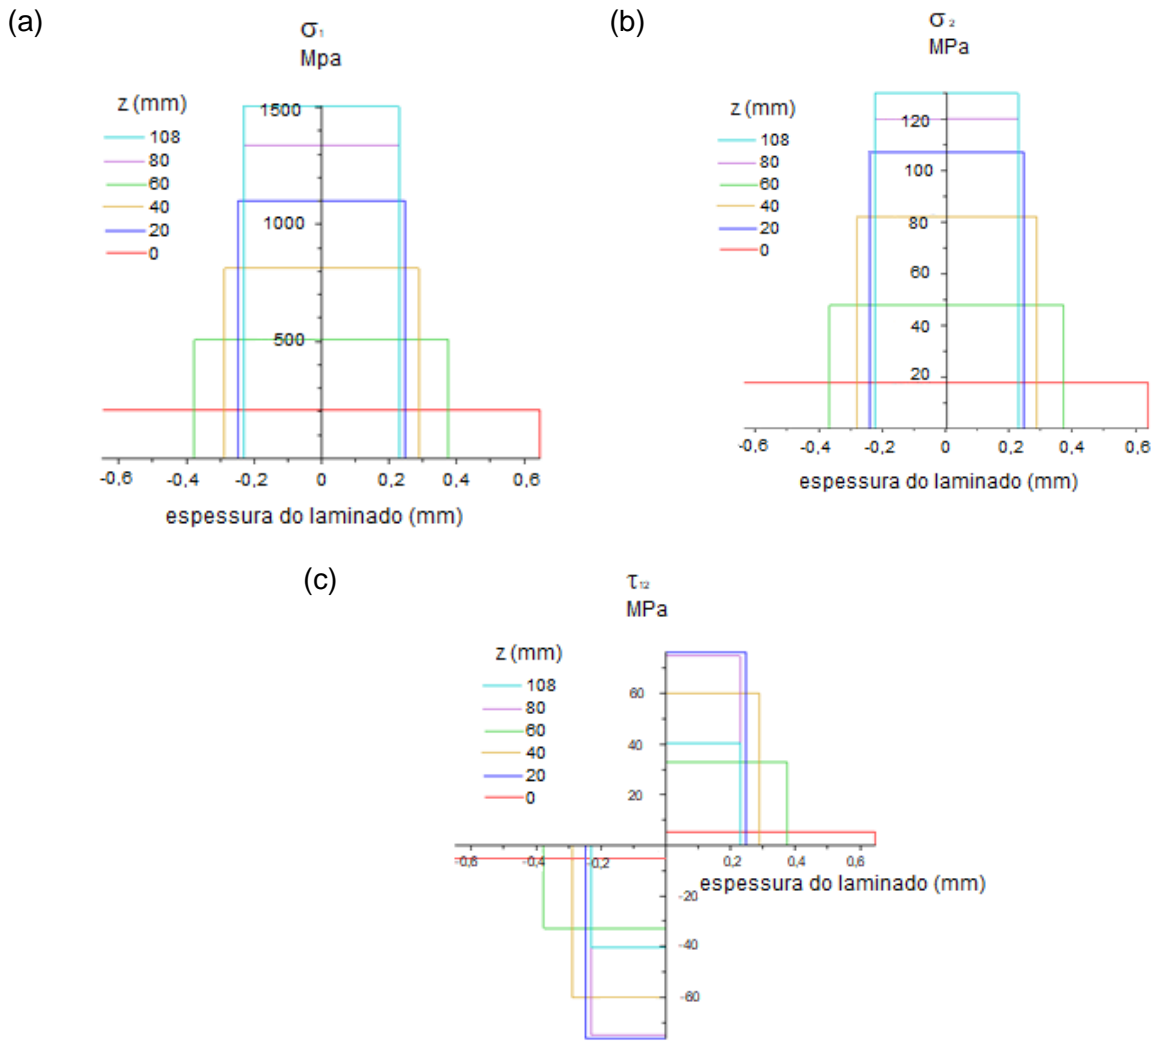 (a)
σ₁
Mpa
z (mm)
108
80
60
40
20
0
1500
1000
500
-0,6 -0,4 -0,2 0 0,2 0,4 0,6
espessura do laminado (mm)
(b)
σ ₂
MPa
z (mm)
108
80
60
40
20
0
120
100
80
60
40
20
-0,6 -0,4 -0,2 0 0,2 0,4 0,6
espessura do laminado (mm)
(c)
τ₁₂
MPa
z (mm)
108
80
60
40
20
0
60
40
20
-0,6 -0,4 -0,2 0,2 0,4 0,6
espessura do laminado (mm)
-20
-40
-60